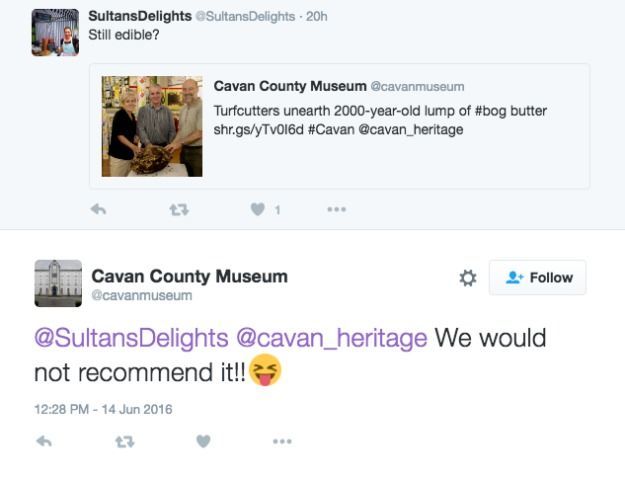 SultansDelights @SultansDelights · 20h
Still edible?
Cavan County Museum @cavanmuseum
Turfcutters unearth 2000-year-old lump of #bog butter
shr.gs/yTv0I6d #Cavan @cavan_heritage
1
Cavan County Museum
@cavanmuseum
Follow
@SultansDelights @cavan_heritage We would
not recommend it!!😝
12:28 PM - 14 Jun 2016